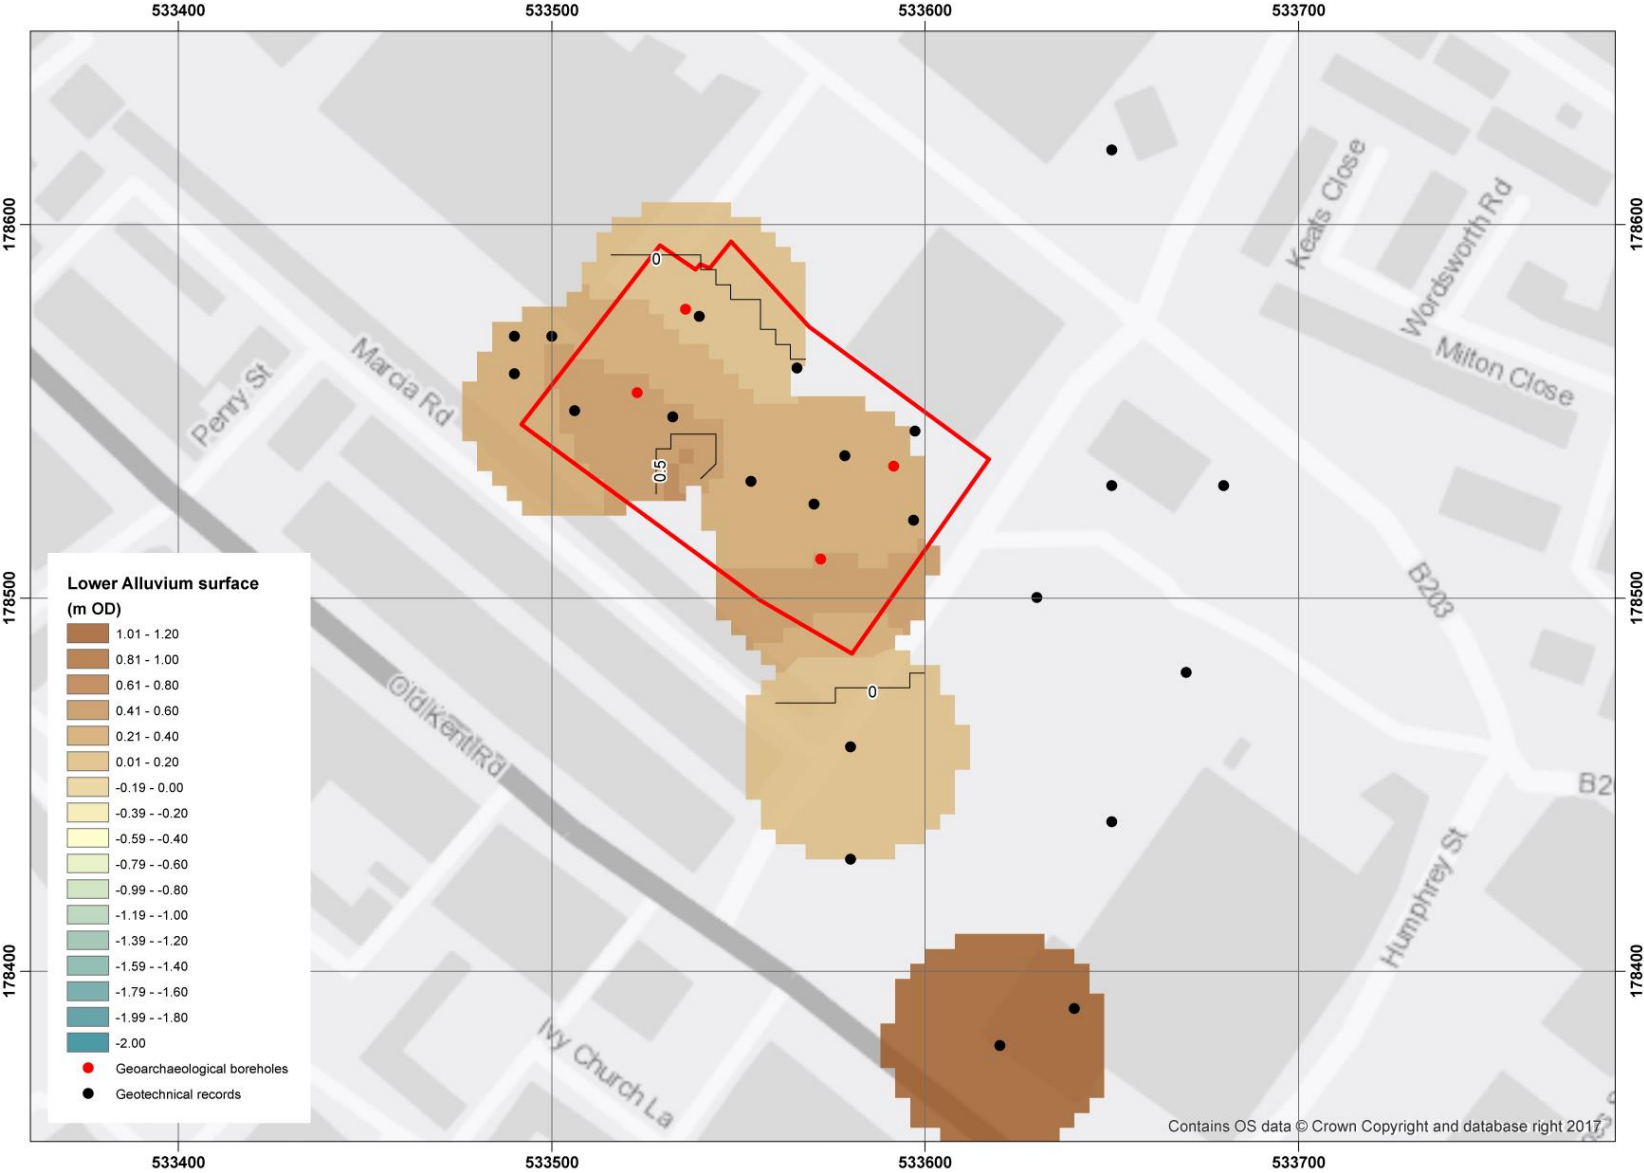 533400
533500
533600
533700
178600
178600
Keats Close
Wordsworth Rd
Milton Close
0
Marcia Rd
Penry St
0.5
B203
178500
178500
Lower Alluvium surface
(m OD)
1.01 - 1.20
0.81 - 1.00
0.61 - 0.80
0.41 - 0.60
0.21 - 0.40
0.01 - 0.20
-0.19 - 0.00
-0.39 - -0.20
-0.59 - -0.40
-0.79 - -0.60
-0.99 - -0.80
-1.19 - -1.00
-1.39 - -1.20
-1.59 - -1.40
-1.79 - -1.60
-1.99 - -1.80
-2.00
Geoarchaeological boreholes
Geotechnical records
0
Old Kent Rd
B2
Humphrey St
178400
178400
Ivy Church La
Contains OS data © Crown Copyright and database right 2017
533400
533500
533600
533700